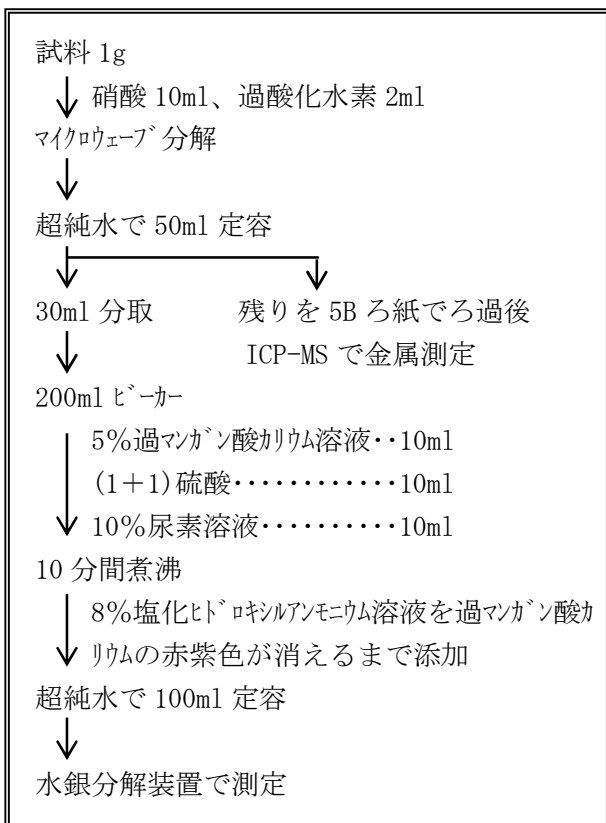 試料 1g
硝酸 10ml、過酸化水素 2ml
ﾏｲｸﾛｳｪｰﾌﾞ分解
超純水で 50ml 定容
30ml 分取　残りを 5B ろ紙でろ過後
ICP-MS で金属測定
200ml ﾋﾞｰｶｰ
5％過ﾏﾝｶﾞﾝ酸ｶﾘｳﾑ溶液‥10ml
(1＋1)硫酸‥‥‥‥‥‥10ml
10％尿素溶液‥‥‥‥‥10ml
10 分間煮沸
8％塩化ﾋﾄﾞﾛｷｼﾙｱﾝﾓﾆｳﾑ溶液を過ﾏﾝｶﾞﾝ酸ｶ
ﾘｳﾑの赤紫色が消えるまで添加
超純水で 100ml 定容
水銀分解装置で測定